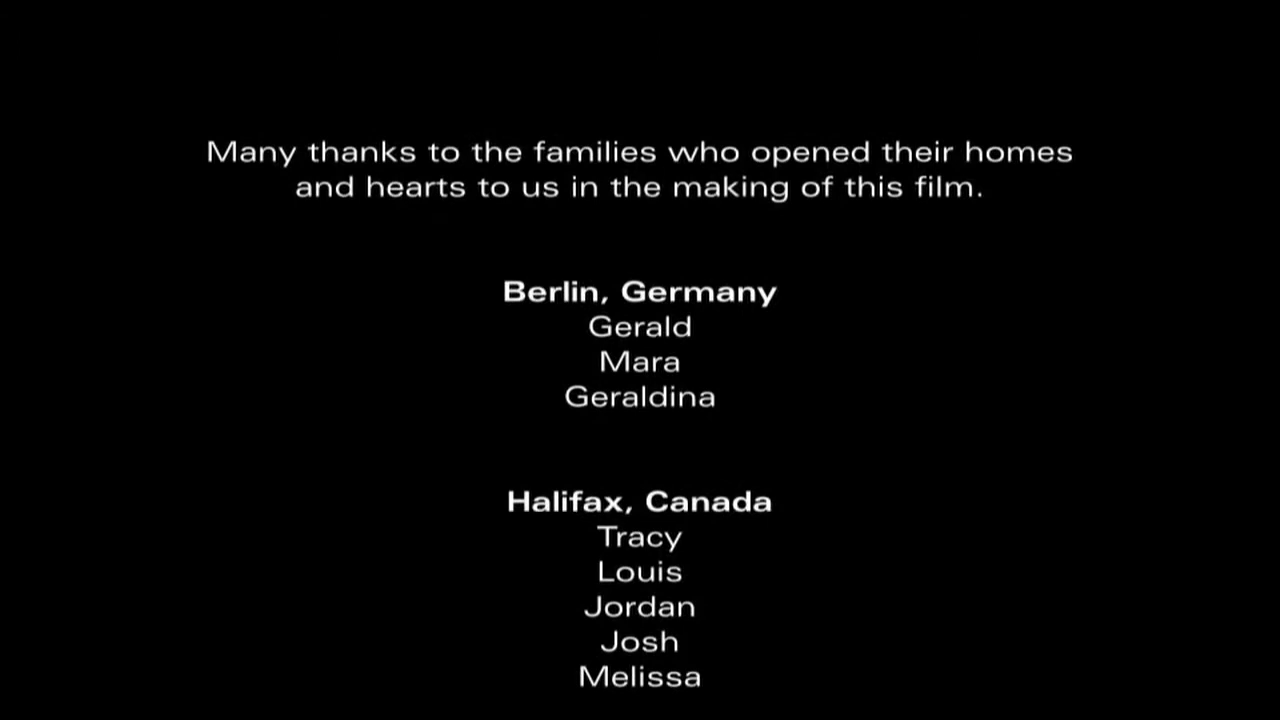 Many thanks to the families who opened their homes
and hearts to us in the making of this film.
Berlin, Germany
Gerald
Mara
Geraldina
Halifax, Canada
Tracy
Louis
Jordan
Josh
Melissa